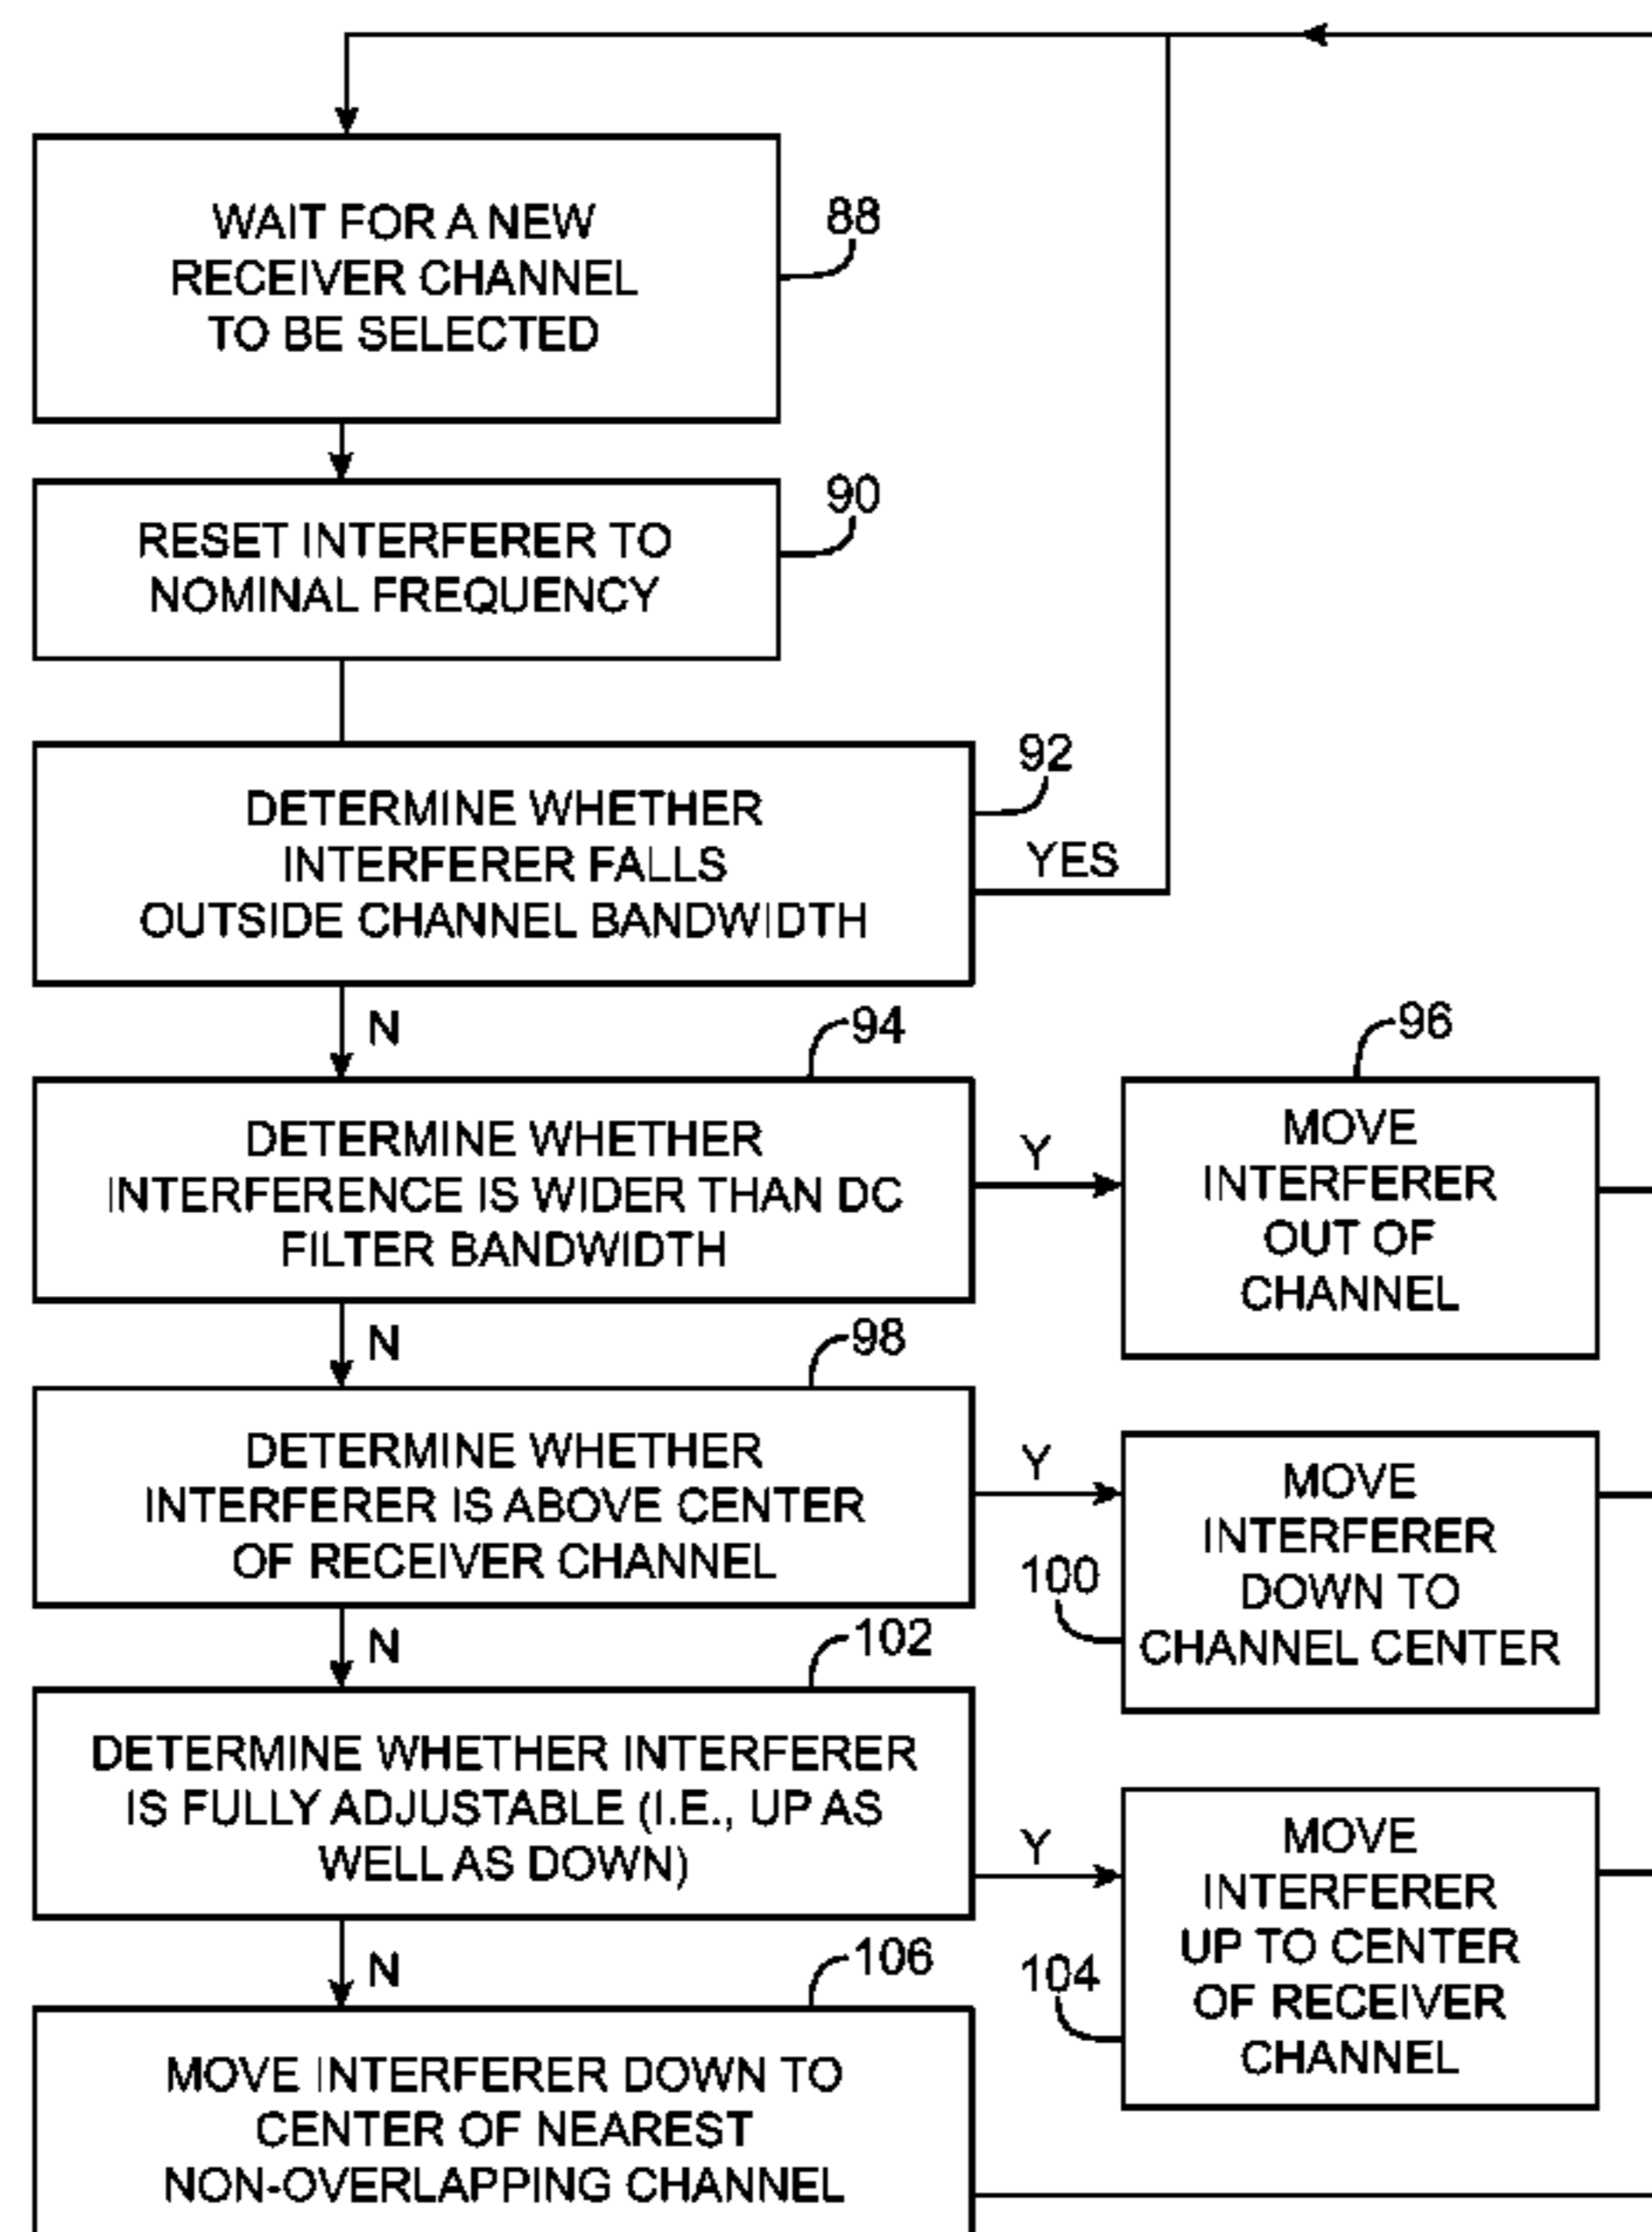 WAIT FOR A NEW
RECEIVER CHANNEL
TO BE SELECTED
88
RESET INTERFERER TO
NOMINAL FREQUENCY
90
DETERMINE WHETHER
INTERFERER FALLS
OUTSIDE CHANNEL BANDWIDTH
92
YES
N
94
DETERMINE WHETHER
INTERFERENCE IS WIDER THAN DC
FILTER BANDWIDTH
Y
96
MOVE
INTERFERER
OUT OF
CHANNEL
N
98
DETERMINE WHETHER
INTERFERER IS ABOVE CENTER
OF RECEIVER CHANNEL
Y
100
MOVE
INTERFERER
DOWN TO
CHANNEL CENTER
N
102
DETERMINE WHETHER INTERFERER
IS FULLY ADJUSTABLE (I.E., UP AS
WELL AS DOWN)
Y
104
MOVE
INTERFERER
UP TO CENTER
OF RECEIVER
CHANNEL
N
106
MOVE INTERFERER DOWN TO
CENTER OF NEAREST
NON-OVERLAPPING CHANNEL